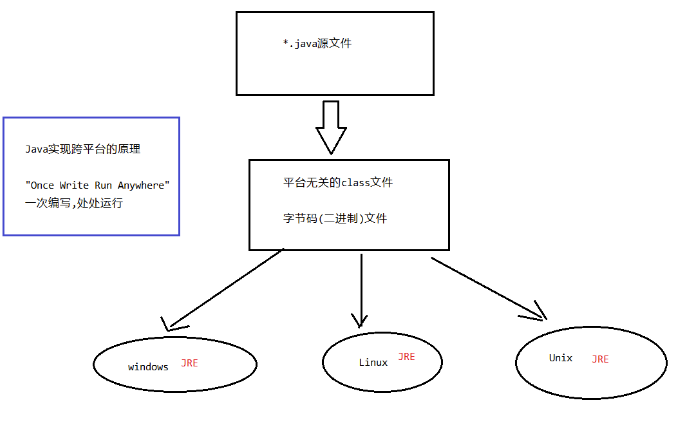 *.java源文件
Java实现跨平台的原理
"Once Write Run Anywhere"
一次编写,处处运行
平台无关的class文件
字节码(二进制)文件
windows JRE
Linux JRE
Unix JRE